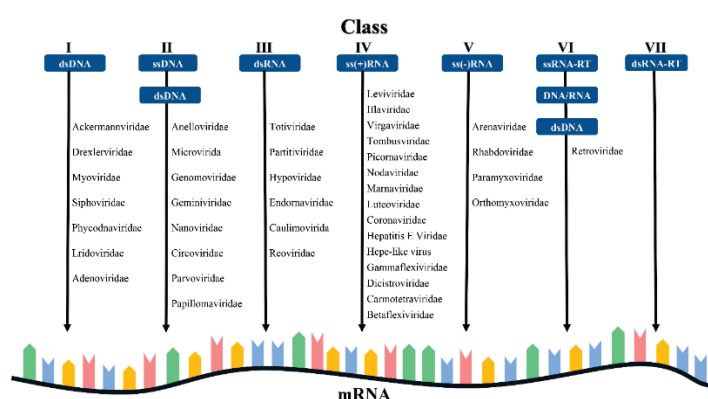 Class
I
II
III
IV
V
VI
VII
dsDNA
ssDNA
dsRNA
ss(+)RNA
ss(-)RNA
ssRNA-RT
dsRNA-RT
dsDNA
DNA/RNA
dsDNA
Ackermannviridae
Drexlerviridae
Myoviridae
Siphoviridae
Phycodnaviridae
Lridoviridae
Adenoviridae
Anelloviridae
Microvirida
Genomoviridae
Geminiviridae
Nanoviridae
Circoviridae
Parvoviridae
Papillomaviridae
Totiviridae
Partitiviridae
Hypoviridae
Endornaviridae
Caulimovirida
Reoviridae
Leviviridae
Iflaviridae
Virgaviridae
Tombusviridae
Picornaviridae
Nodaviridae
Marnaviridae
Luteoviridae
Coronaviridae
Hepatitis E Viridae
Hepe-like virus
Gammaflexiviridae
Dicistroviridae
Carmotetraviridae
Betaflexiviridae
Arenaviridae
Rhabdoviridae
Paramyxoviridae
Orthomyxoviridae
Retroviridae
mRNA